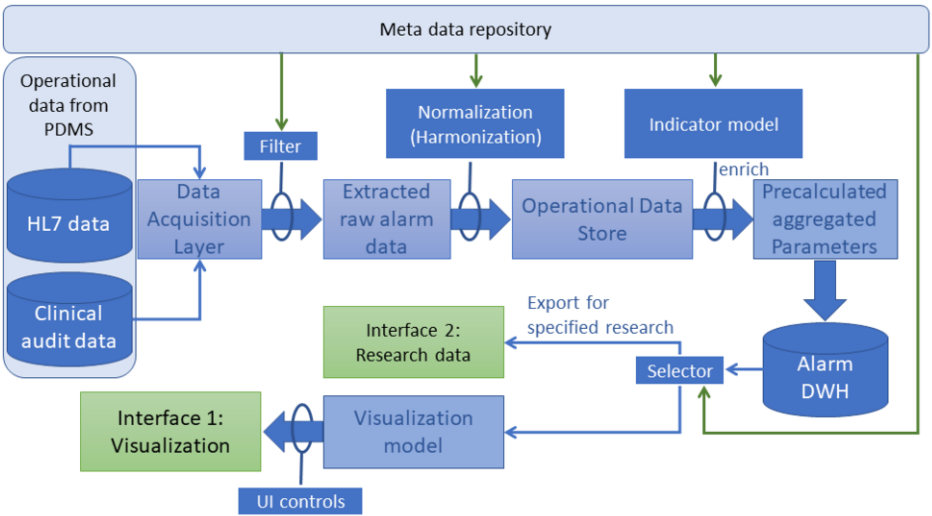 Meta data repository
Operational
data from
PDMS
HL7 data
Clinical
audit data
Data
Acquisition
Layer
Filter
Extracted
raw alarm
data
Normalization
(Harmonization)
Operational Data
Store
Indicator model
enrich
Precalculated
aggregated
Parameters
Alarm
DWH
Selector
Export for
specified research
Interface 2:
Research data
Visualization
model
UI controls
Interface 1:
Visualization